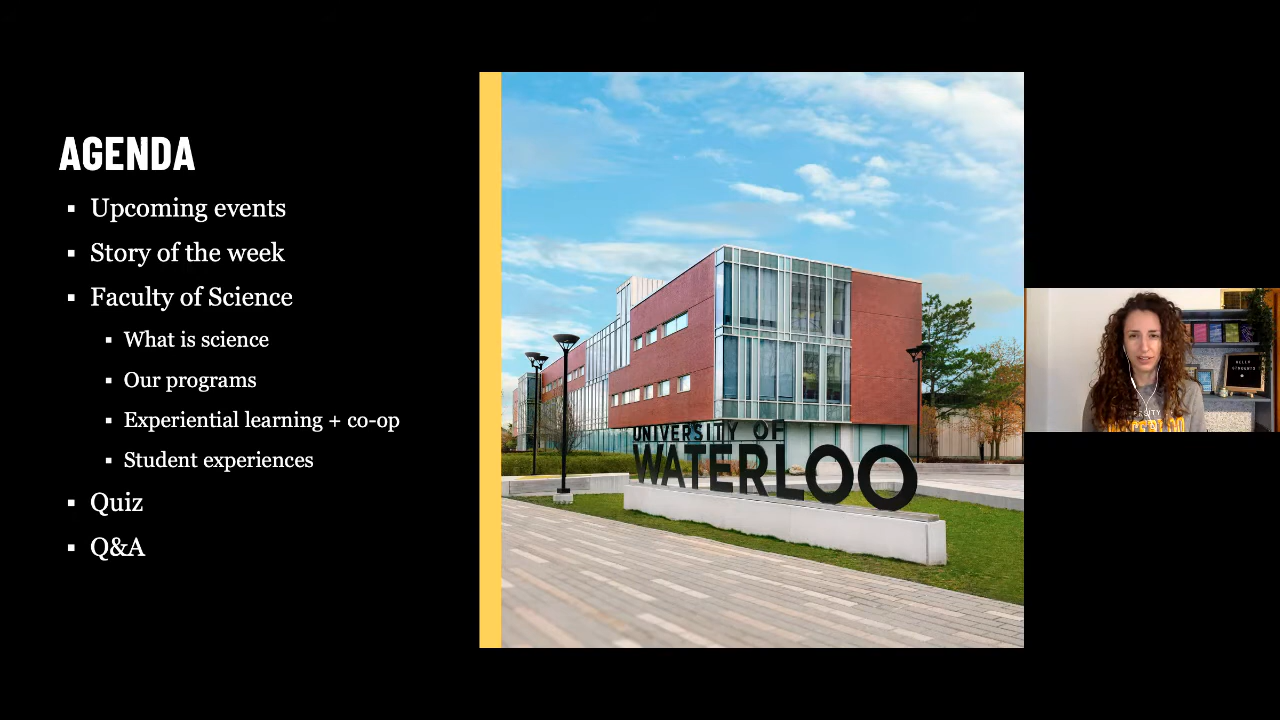 AGENDA
Upcoming events
Story of the week
Faculty of Science
What is science
Our programs
Experiential learning + co-op
Student experiences
Quiz
Q&A
UNIVERSITY OF
WATERLOO